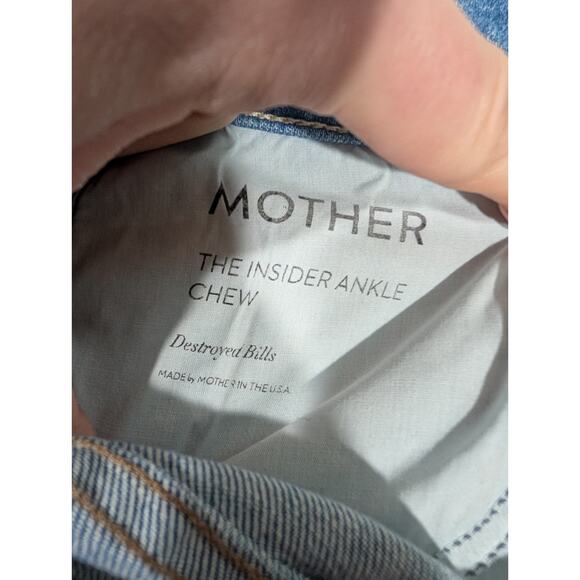 MOTHER
THE INSIDER ANKLE
CHEW
Destroyed Bills
MADE by MOTHER IN THE U.S.A.